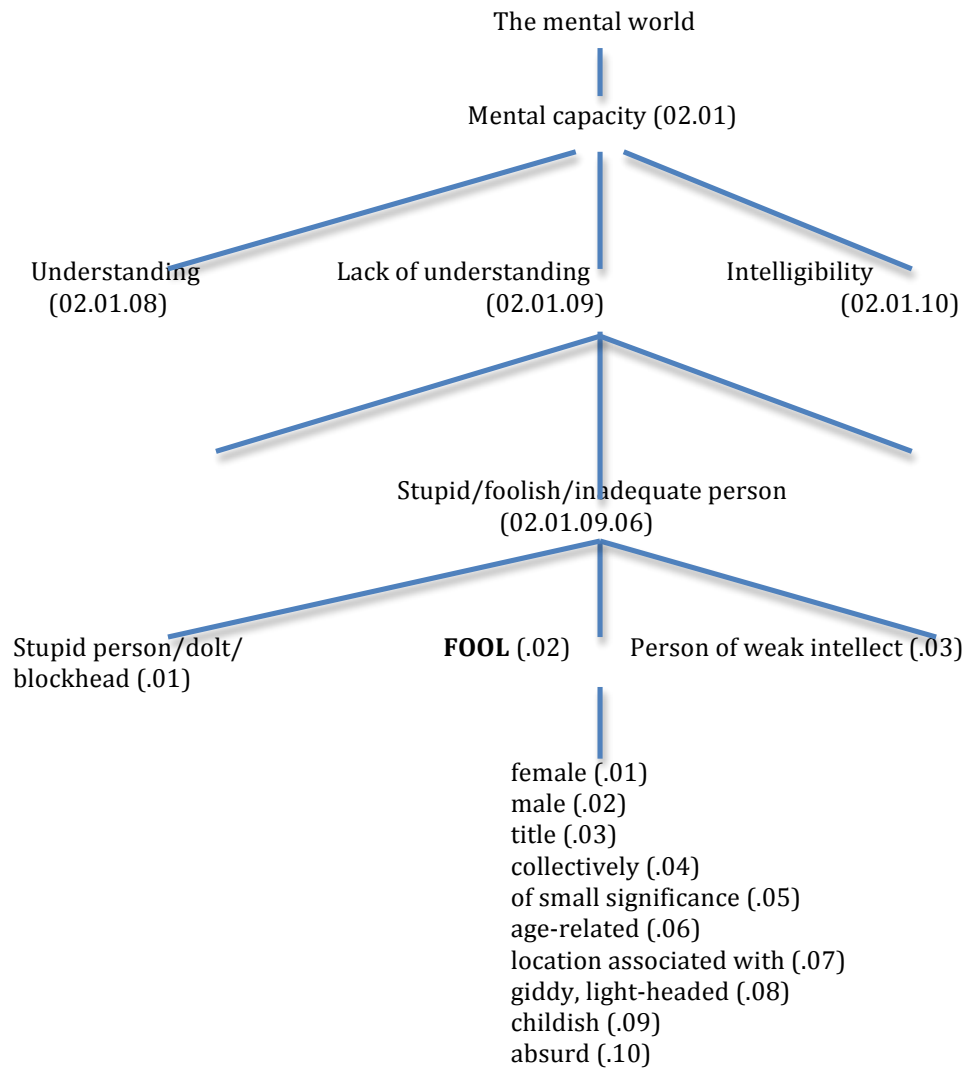 The mental world
Mental capacity (02.01)
Understanding
(02.01.08)
Lack of understanding
(02.01.09)
Intelligibility
(02.01.10)
Stupid/foolish/inadequate person
(02.01.09.06)
Stupid person/dolt/
blockhead (.01)
FOOL (.02)
Person of weak intellect (.03)
female (.01)
male (.02)
title (.03)
collectively (.04)
of small significance (.05)
age-related (.06)
location associated with (.07)
giddy, light-headed (.08)
childish (.09)
absurd (.10)